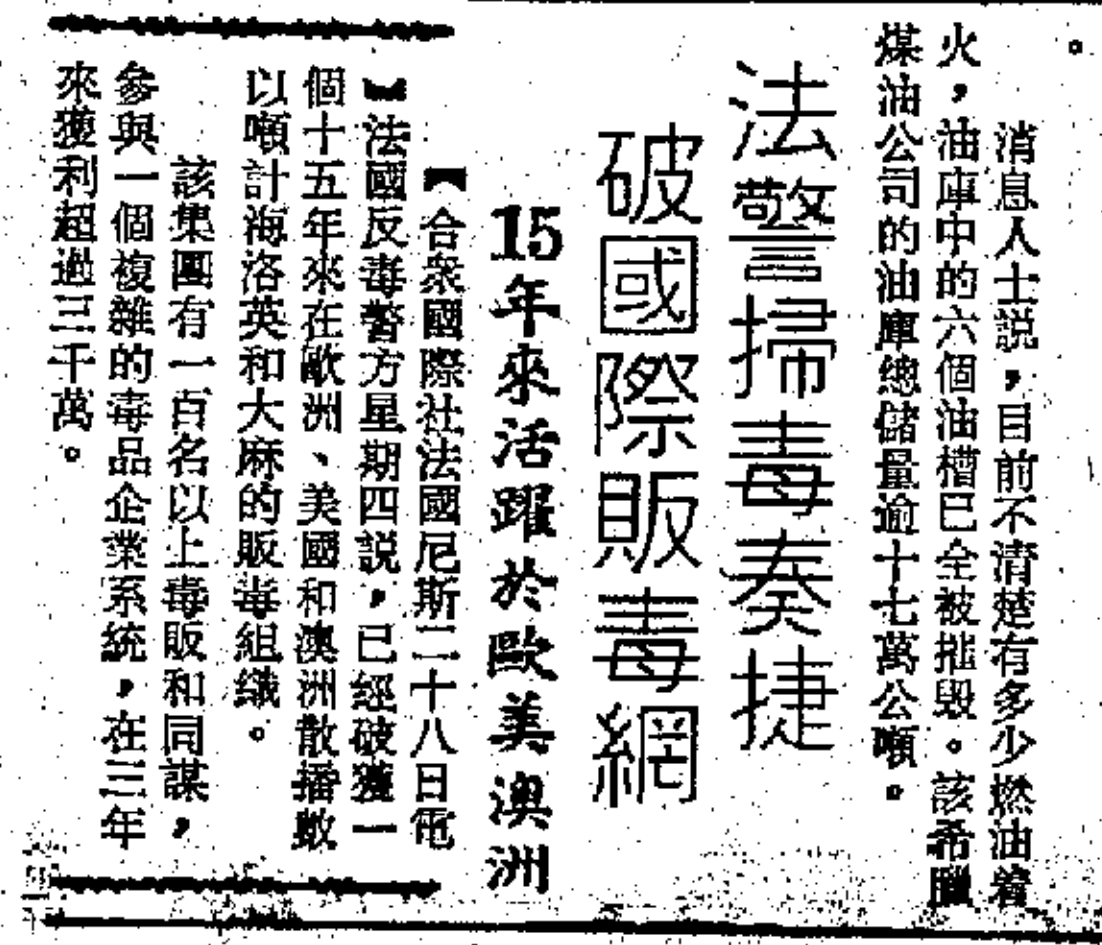 。
消息人士説，目前不清楚有多少燃油着
火，油庫中的六個油槽已全被摧毀。該希臘
煤油公司的油庫總儲量逾十七萬公噸。
法警掃毒奏捷
破國際販毒網
15年來活躍於歐美澳洲
【合衆國際社法國尼斯二十八日電
】法國反毒警方星期四説，已經破獲一
個十五年來在歐洲、美國和澳洲散播數
以噸計海洛英和大麻的販毒組織。
該集團有一百名以上毒販和同謀，
參與一個複雜的毒品企業系統，在三年
來獲利超過三千萬。